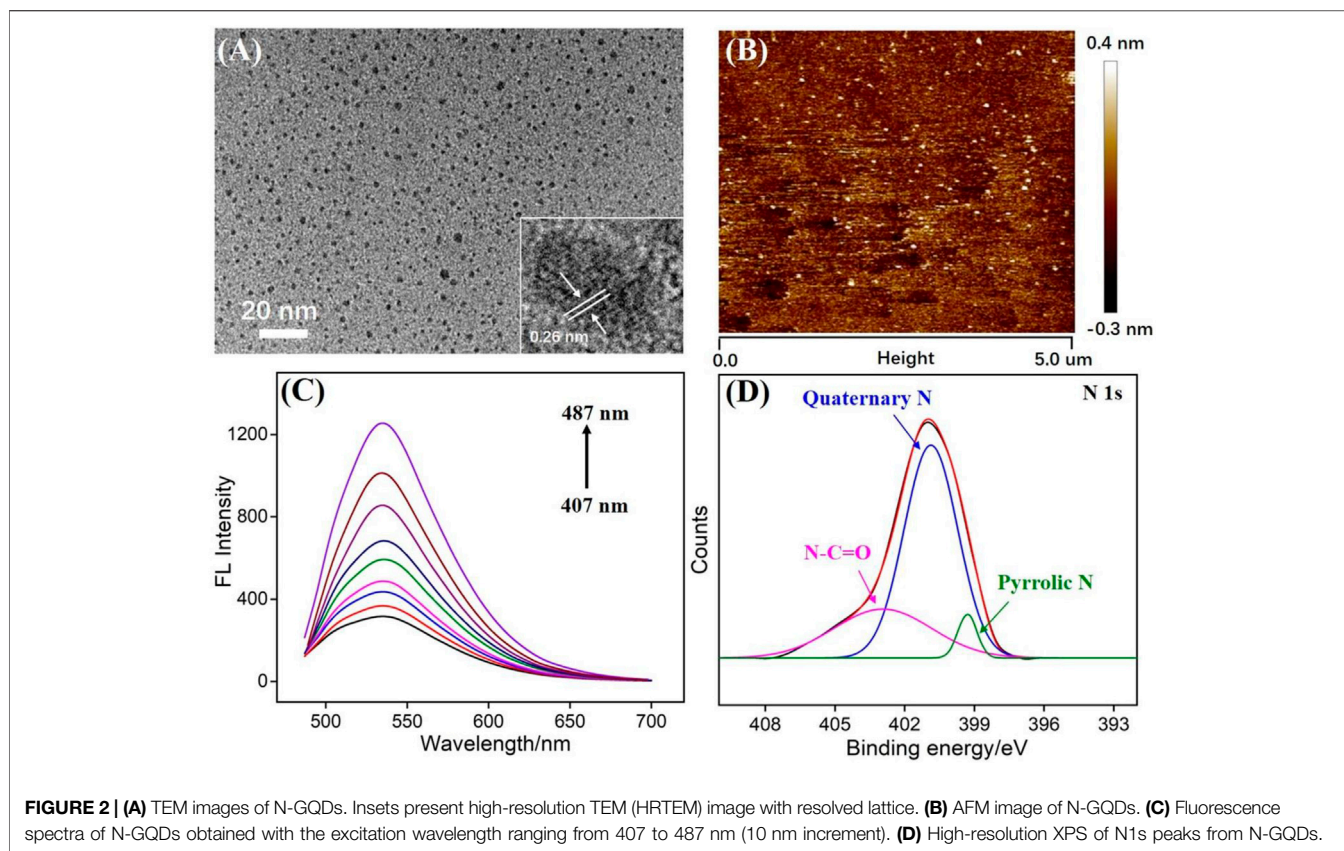 (A)
20 nm
0.26 nm
(B)
0.4 nm
-0.3 nm
0.0 Height 5.0 um
(C)
487 nm
407 nm
1200
800
400
0
FL Intensity
500 550 600 650 700
Wavelength/nm
(D)
N 1s
Quaternary N
N-C=O
Pyrrolic N
Counts
408 405 402 399 396 393
Binding energy/eV
FIGURE 2 | (A) TEM images of N-GQDs. Insets present high-resolution TEM (HRTEM) image with resolved lattice. (B) AFM image of N-GQDs. (C) Fluorescence
spectra of N-GQDs obtained with the excitation wavelength ranging from 407 to 487 nm (10 nm increment). (D) High-resolution XPS of N1s peaks from N-GQDs.